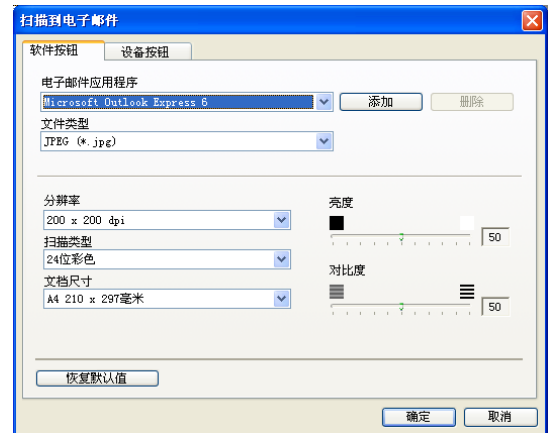 扫描到电子邮件
软件按钮 设备按钮
电子邮件应用程序
Microsoft Outlook Express 6 添加 删除
文件类型
JPEG (*.jpg)
分辨率 亮度
200 x 200 dpi
50
扫描类型
24位彩色
对比度
文档尺寸
A4 210 x 297毫米
50
恢复默认值
确定 取消